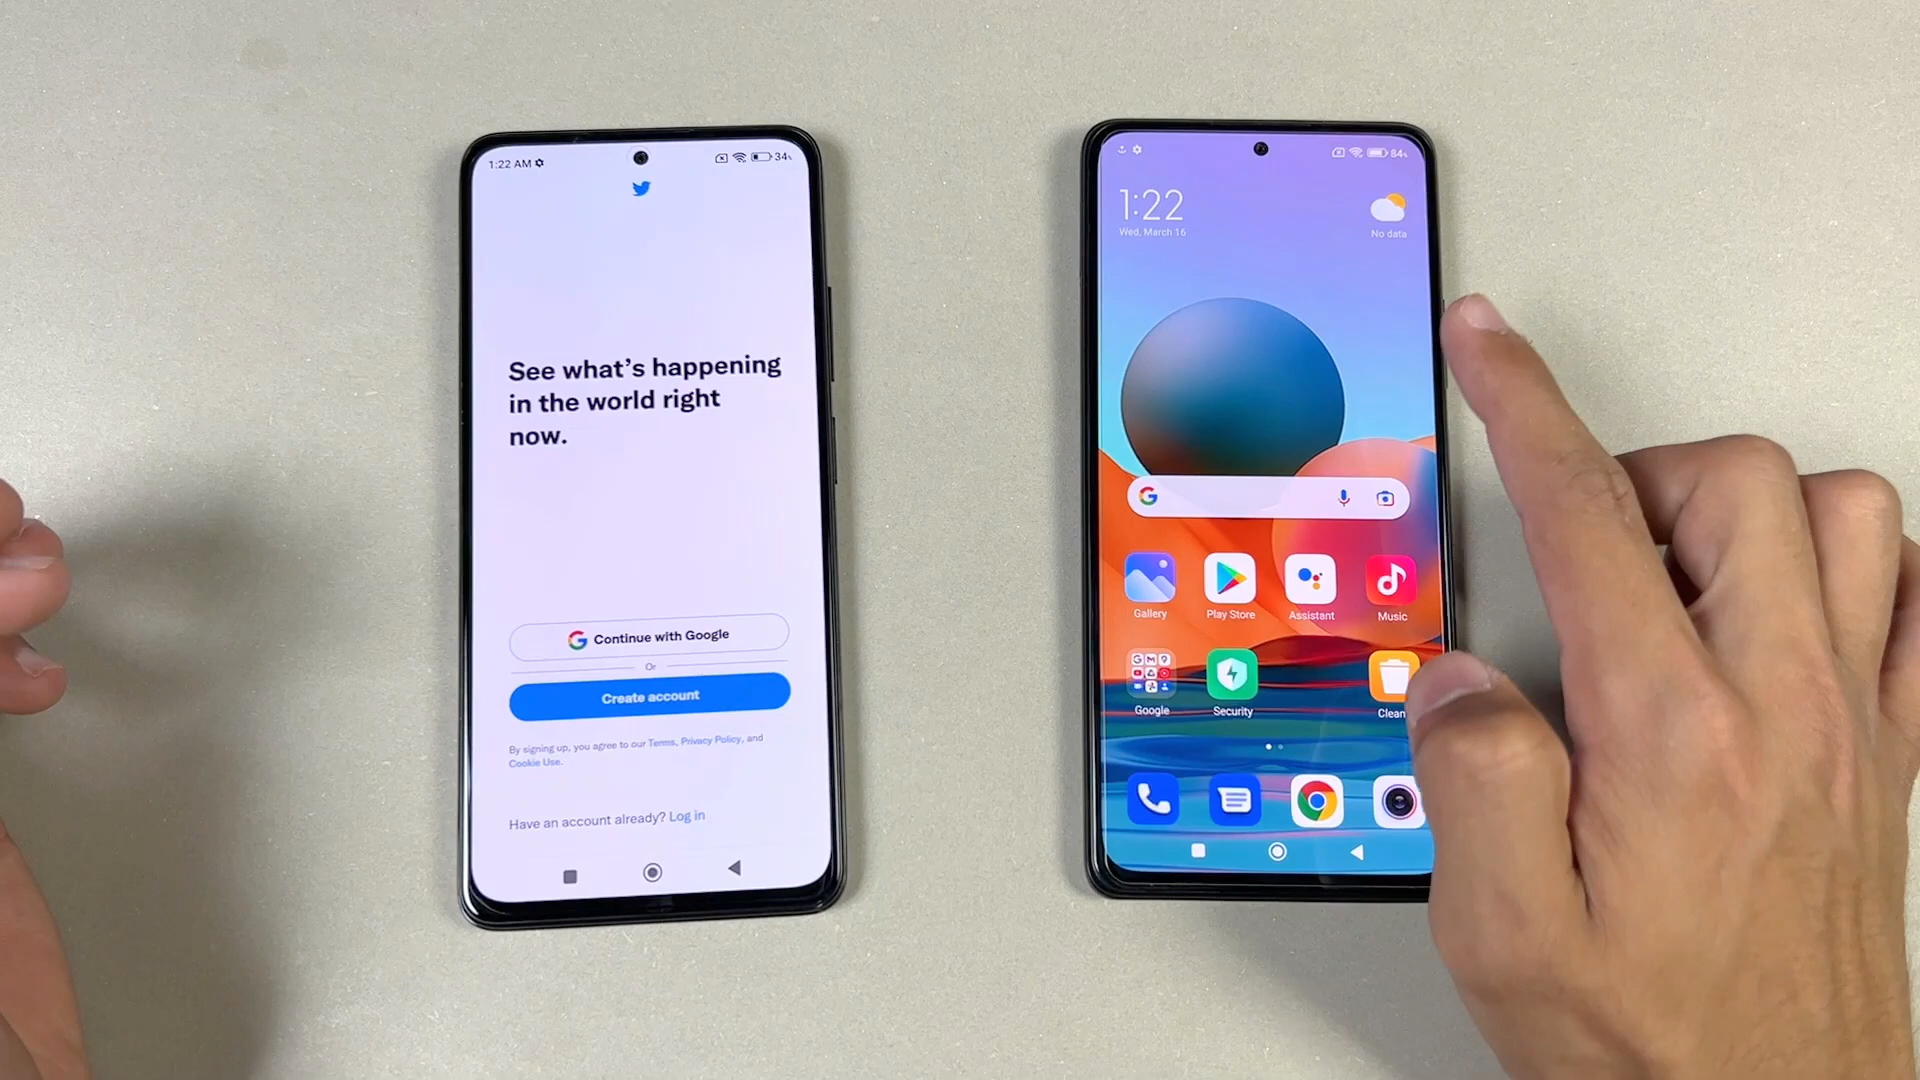 1:22 AM
34%
See what's happening
in the world right
now.
Continue with Google
Or
Create account
By signing up, you agree to our Terms, Privacy Policy, and
Cookie Use.
Have an account already? Log in
84%
1:22
Wed, March 16
No data
Gallery
Play Store
Assistant
Music
Google
Security
Clean